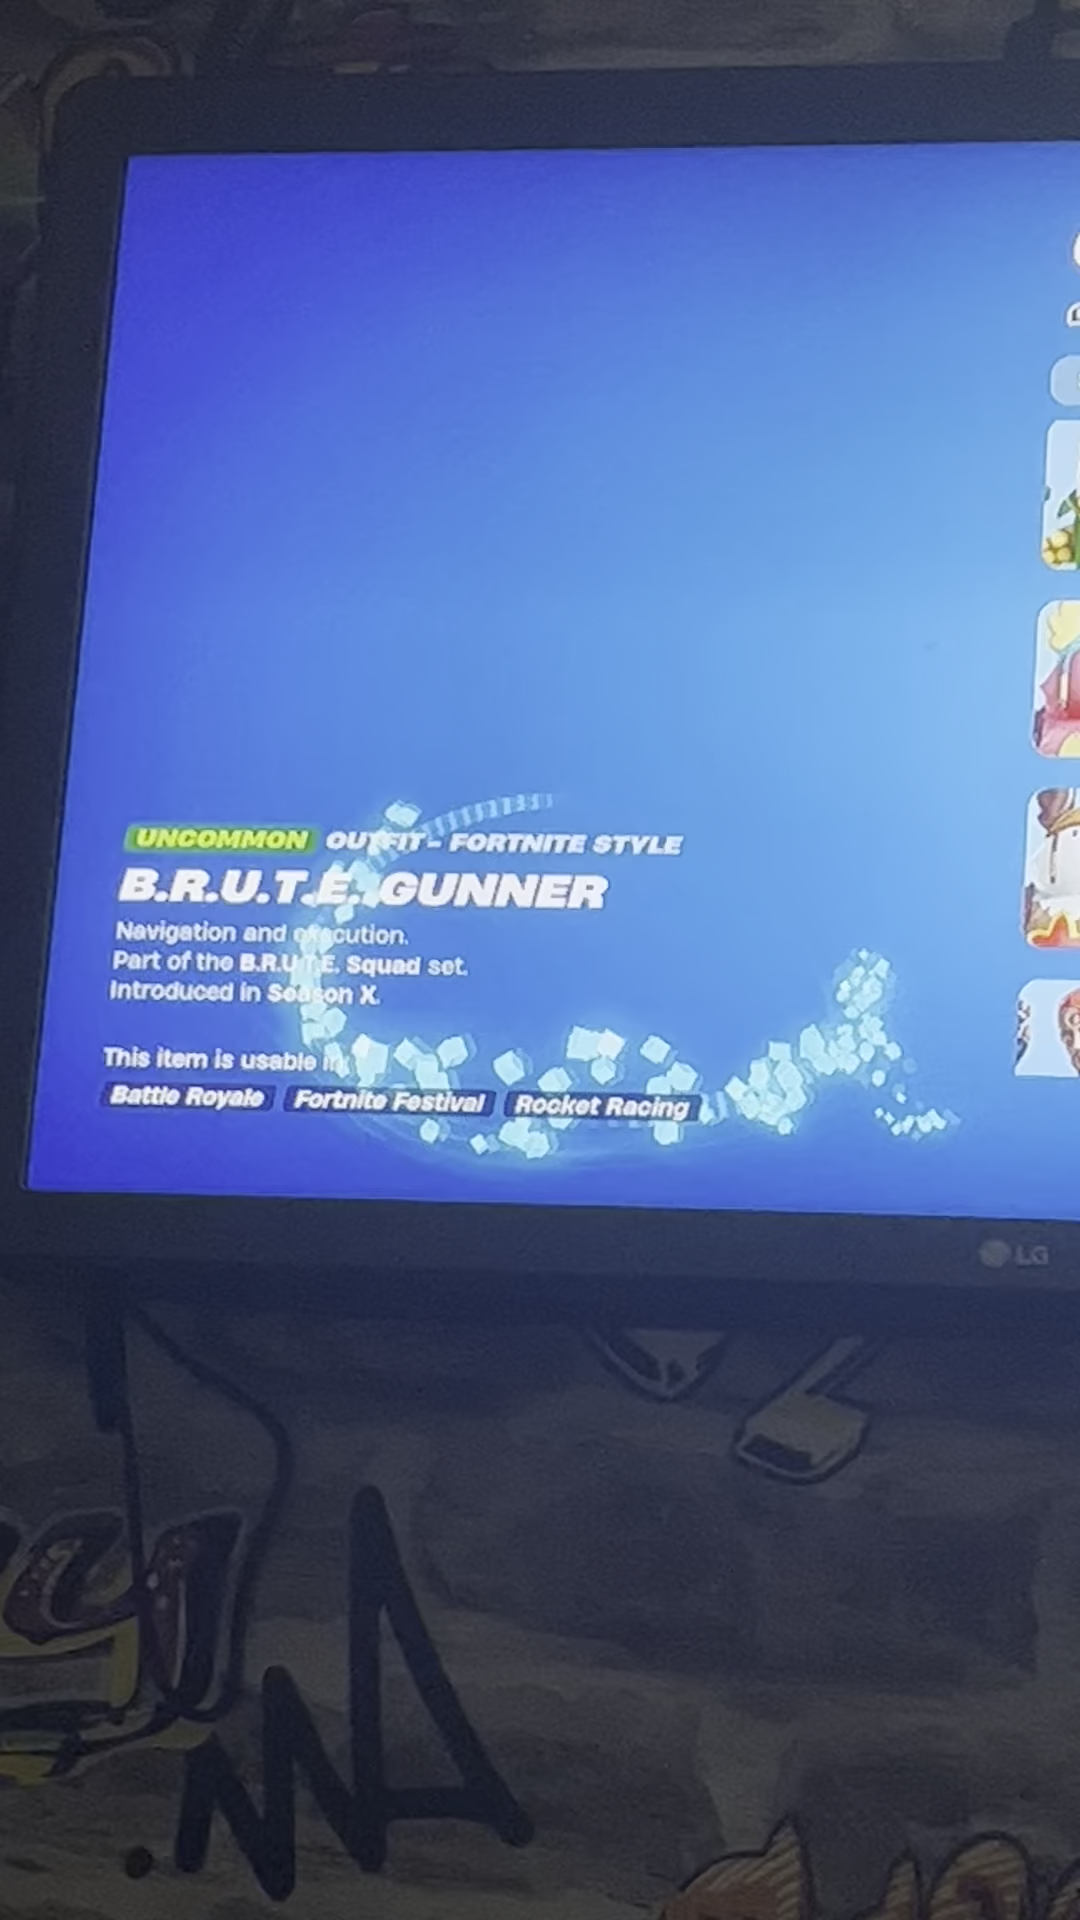 UNCOMMON OUTFIT - FORTNITE STYLE
B.R.U.T.E. GUNNER
Navigation and execution.
Part of the B.R.U.T.E. Squad set.
Introduced in Season X.
This item is usable in:
Battle Royale Fortnite Festival Rocket Racing
LG